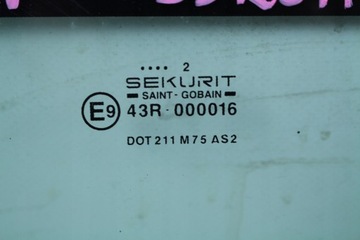 .... 2
SEKURIT
SAINT-GOBAIN
E9 43R-000016
DOT 211 M75 AS2